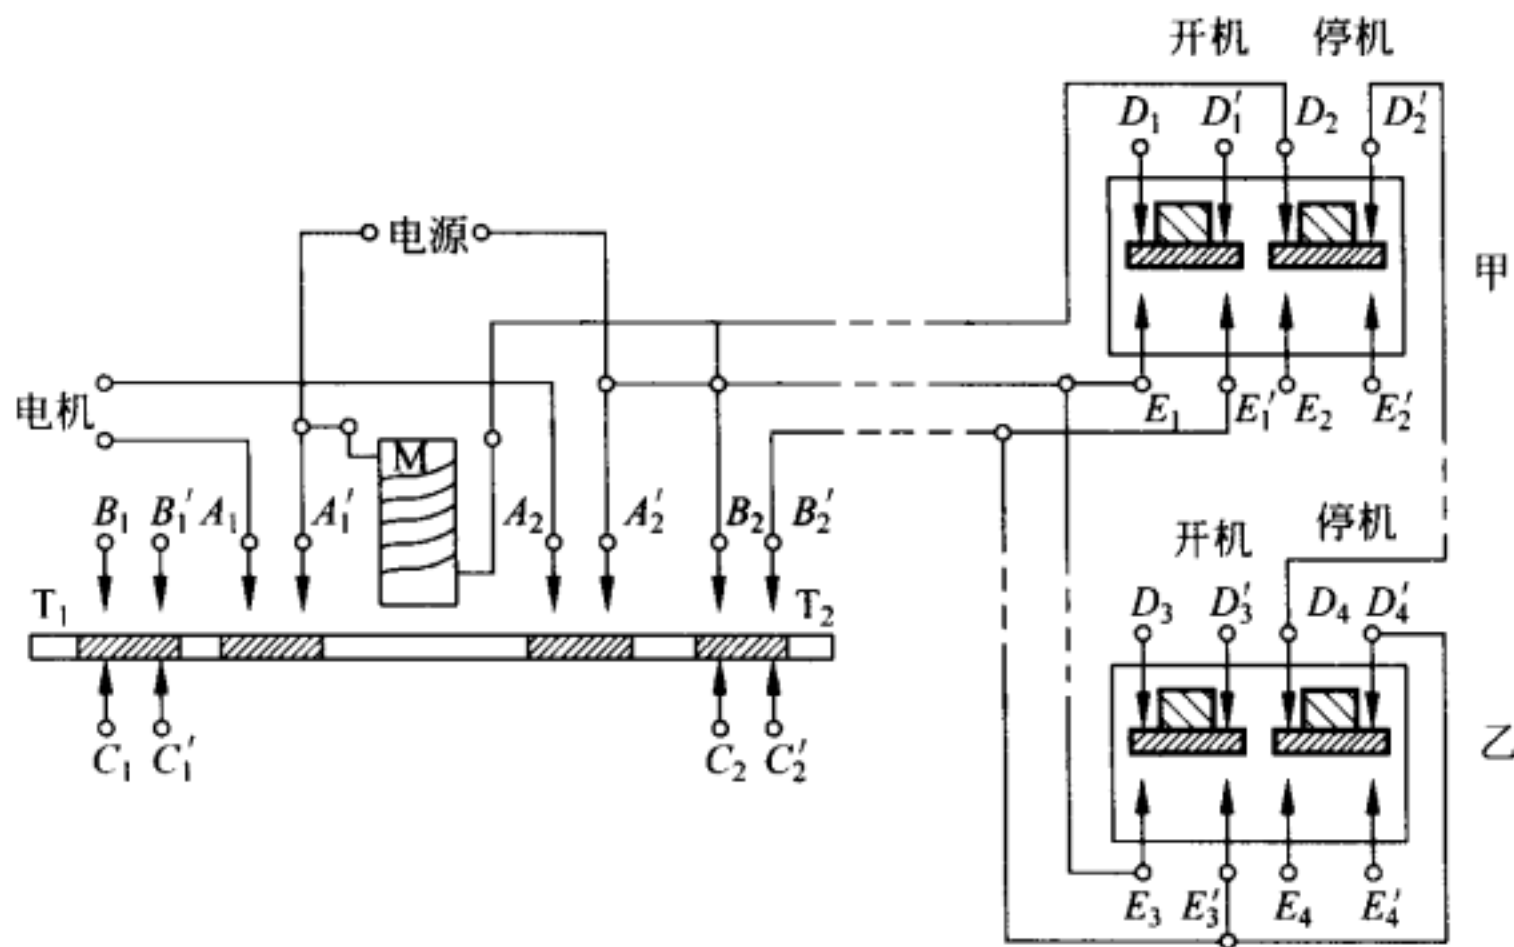 开机 停机
D₁ D₁′ D₂ D₂′
电源
甲
电机
E₁ E₁′ E₂ E₂′
M
B₁ B₁′ A₁ A₁′ A₂ A₂′ B₂ B₂′
开机 停机
T₁ T₂
D₃ D₃′ D₄ D₄′
C₁ C₁′ C₂ C₂′
乙
E₃ E₃′ E₄ E₄′